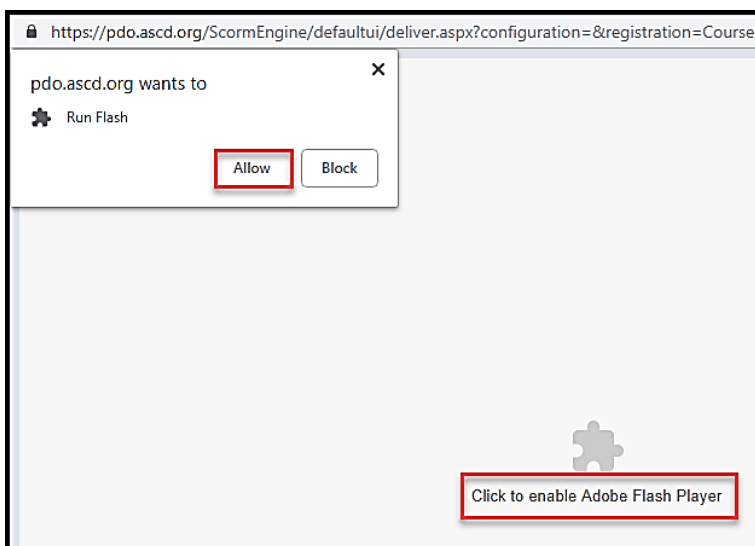 https://pdo.ascd.org/ScormEngine/defaultui/deliver.aspx?configuration=&registration=Course
pdo.ascd.org wants to
Run Flash
Allow Block
Click to enable Adobe Flash Player